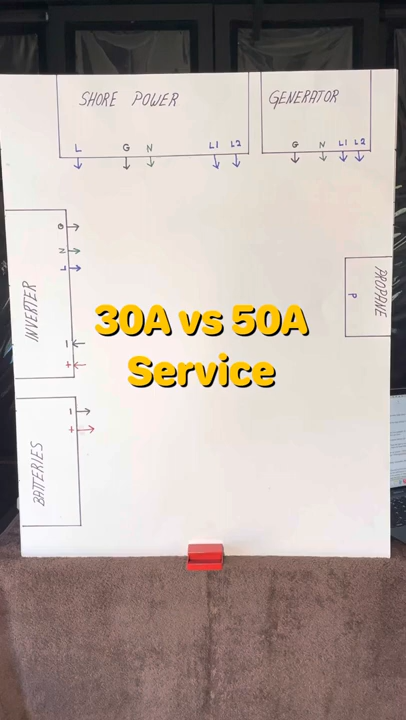 SHORE POWER
L G N L1 L2
GENERATOR
G N L1 L2
INVERTER
G
N
L
-
+
PROPANE
P
30A vs 50A
Service
BATTERIES
-
+